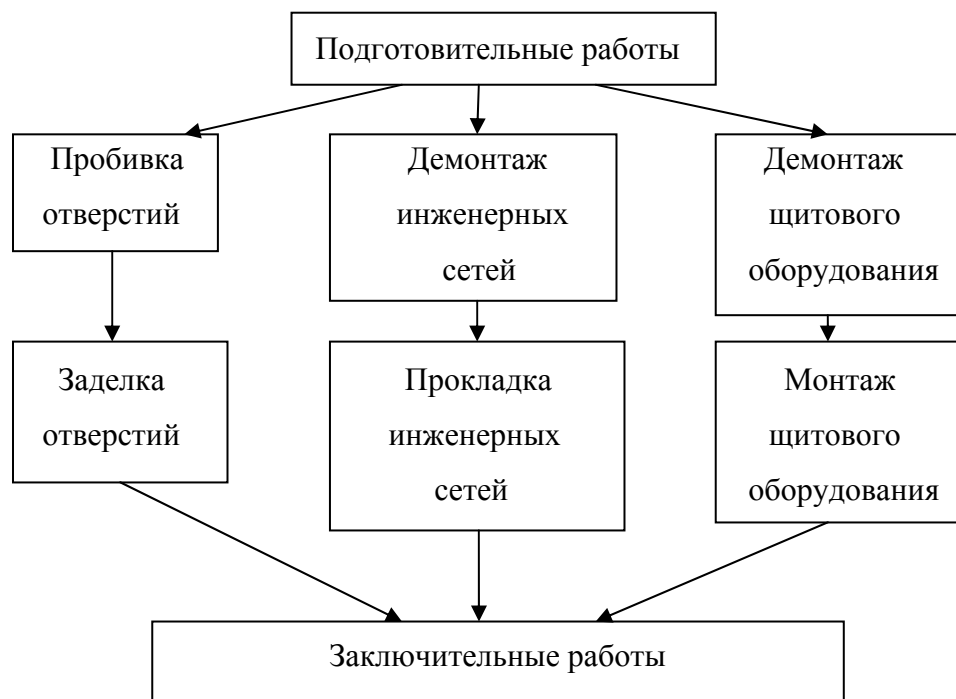 Подготовительные работы
Пробивка
отверстий
Демонтаж
инженерных
сетей
Демонтаж
щитового
оборудования
Заделка
отверстий
Прокладка
инженерных
сетей
Монтаж
щитового
оборудования
Заключительные работы